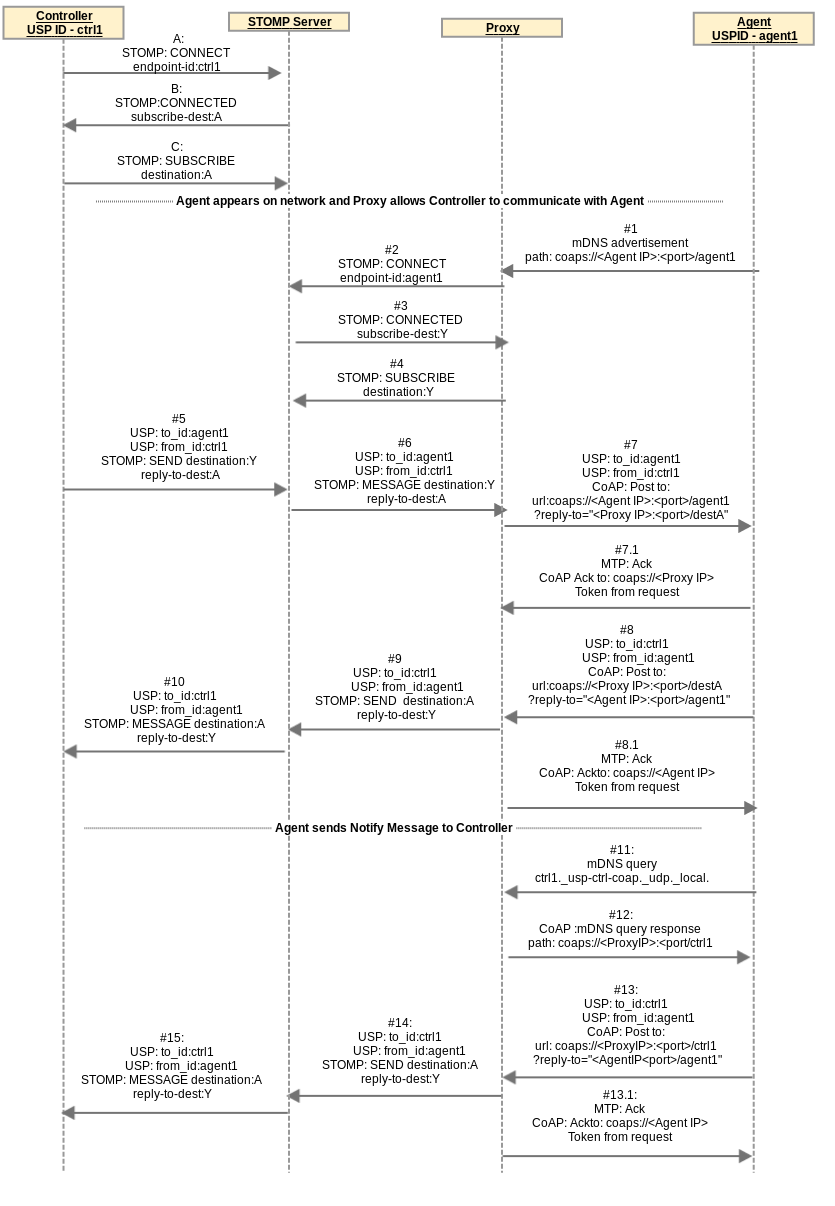 Controller
USP ID - ctrl1
STOMP Server
Proxy
Agent
USPID - agent1
A:
STOMP: CONNECT
endpoint-id:ctrl1
B:
STOMP:CONNECTED
subscribe-dest:A
C:
STOMP: SUBSCRIBE
destination:A
Agent appears on network and Proxy allows Controller to communicate with Agent
#1
mDNS advertisement
path: coaps://<Agent IP>:<port>/agent1
#2
STOMP: CONNECT
endpoint-id:agent1
#3
STOMP: CONNECTED
subscribe-dest:Y
#4
STOMP: SUBSCRIBE
destination:Y
#5
USP: to_id:agent1
USP: from_id:ctrl1
STOMP: SEND destination:Y
reply-to-dest:A
#6
USP: to_id:agent1
USP: from_id:ctrl1
STOMP: MESSAGE destination:Y
reply-to-dest:A
#7
USP: to_id:agent1
USP: from_id:ctrl1
CoAP: Post to:
url:coaps://<Agent IP>:<port>/agent1
?reply-to="<Proxy IP>:<port>/destA"
#7.1
MTP: Ack
CoAP Ack to: coaps://<Proxy IP>
Token from request
#8
USP: to_id:ctrl1
USP: from_id:agent1
CoAP: Post to:
url:coaps://<Proxy IP>:<port>/destA
?reply-to="<Agent IP>:<port>/agent1"
#9
USP: to_id:ctrl1
USP: from_id:agent1
STOMP: SEND  destination:A
reply-to-dest:Y
#10
USP: to_id:ctrl1
USP: from_id:agent1
STOMP: MESSAGE destination:A
reply-to-dest:Y
#8.1
MTP: Ack
CoAP: Ackto: coaps://<Agent IP>
Token from request
Agent sends Notify Message to Controller
#11:
mDNS query
ctrl1._usp-ctrl-coap._udp._local.
#12:
CoAP :mDNS query response
path: coaps://<ProxyIP>:<port/ctrl1
#13:
USP: to_id:ctrl1
USP: from_id:agent1
CoAP: Post to:
url: coaps://<ProxyIP>:<port>/ctrl1
?reply-to="<AgentIP<port>/agent1"
#14:
USP: to_id:ctrl1
USP: from_id:agent1
STOMP: SEND destination:A
reply-to-dest:Y
#15:
USP: to_id:ctrl1
USP: from_id:agent1
STOMP: MESSAGE destination:A
reply-to-dest:Y
#13.1:
MTP: Ack
CoAP: Ackto: coaps://<Agent IP>
Token from request